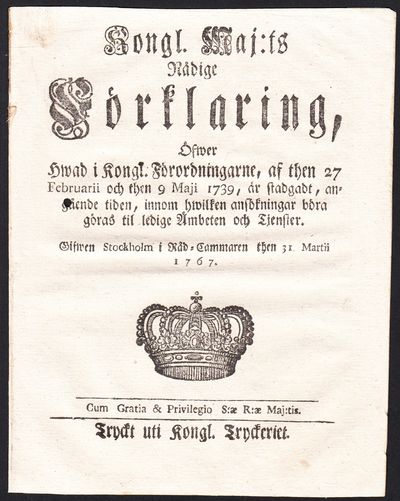 Kongl. Maj:ts
Nådige
Förklaring,
Öfwer
Hwad i Kongl. Förordningarne, af then 27
Februarii och then 9 Maji 1739, är stadgadt, an-
gående tiden, innom hwilken ansökningar böra
göras til ledige Ämbeten och Tjenster.
Gifwen Stockholm i Råd-Cammaren then 31 Martii
1767.
Cum Gratia & Privilegio S:æ R:æ Maj:tis.
Tryckt uti Kongl. Tryckeriet.